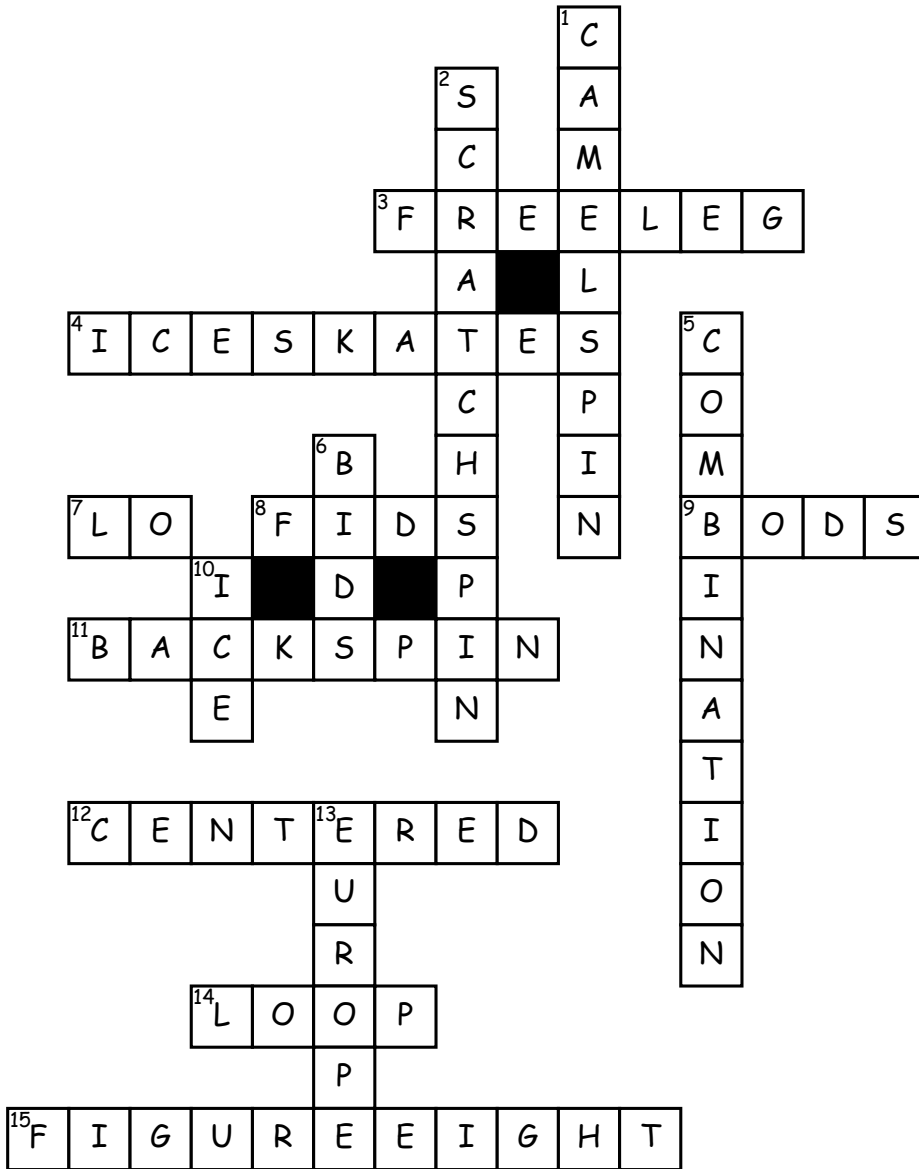 1 C
2 S A
C M
3 F R E E L E G
A L
4 I C E S K A T E S 5 C
C P O
6 B H I M
7 L O 8 F I D S N 9 B O D S
10 I D P I
11 B A C K S P I N N
E N A
T
12 C E N T 13 E R E D I
U O
R N
14 L O O P
P
15 F I G U R E E I G H T